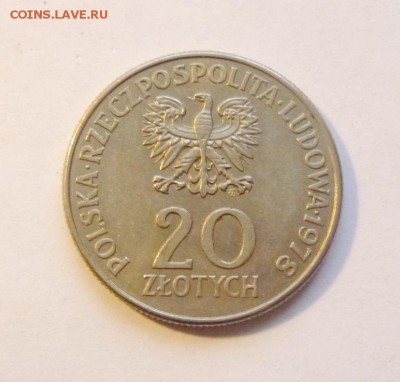 COINS.LAVE.RU
POLSKA·RZECZPOSPOLITA·LUDOWA·1978
20
ZŁOTYCH